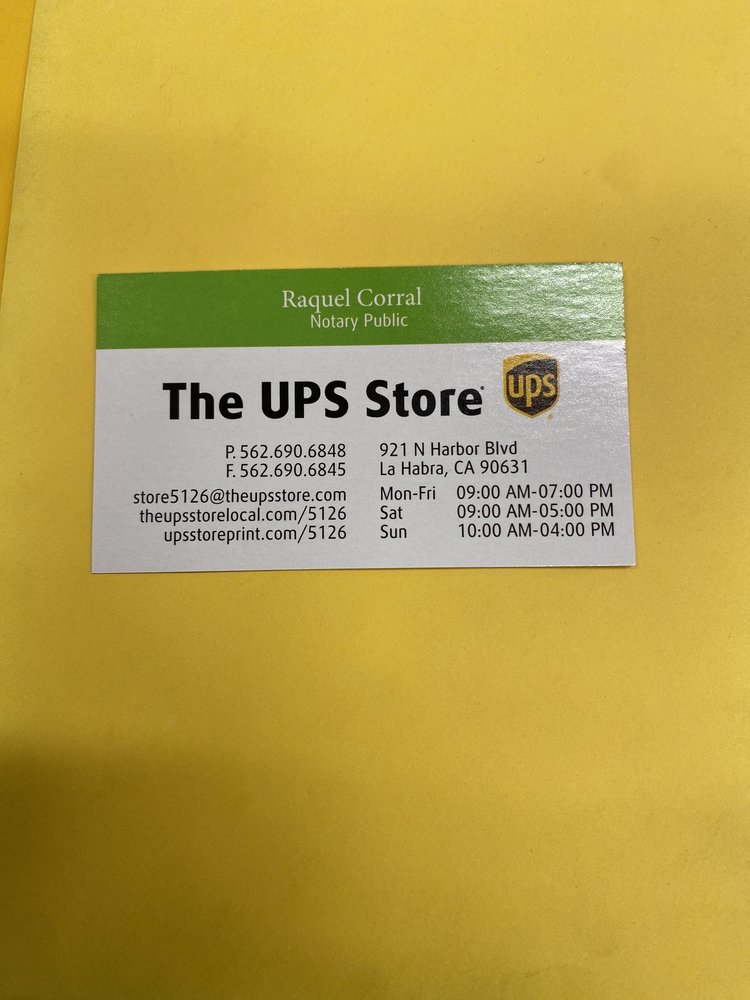 Raquel Corral
Notary Public
The UPS Store
ups
P. 562.690.6848
F. 562.690.6845
store5126@theupsstore.com
theupsstorelocal.com/5126
upsstoreprint.com/5126
921 N Harbor Blvd
La Habra, CA 90631
Mon-Fri 09:00 AM-07:00 PM
Sat 09:00 AM-05:00 PM
Sun 10:00 AM-04:00 PM